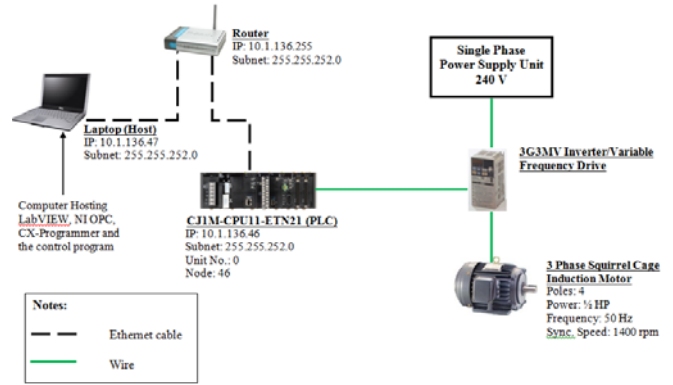 Router
IP: 10.1.136.255
Subnet: 255.255.252.0
Single Phase
Power Supply Unit
240 V
Laptop (Host)
IP: 10.1.136.47
Subnet: 255.255.252.0
3G3MV Inverter/Variable
Frequency Drive
Computer Hosting
LabVIEW, NI OPC,
CX-Programmer and
the control program
CJ1M-CPU11-ETN21 (PLC)
IP: 10.1.136.46
Subnet: 255.255.252.0
Unit No.: 0
Node: 46
3 Phase Squirrel Cage
Induction Motor
Poles: 4
Power: ½ HP
Frequency: 50 Hz
Sync. Speed: 1400 rpm
Notes:
Ethernet cable
Wire